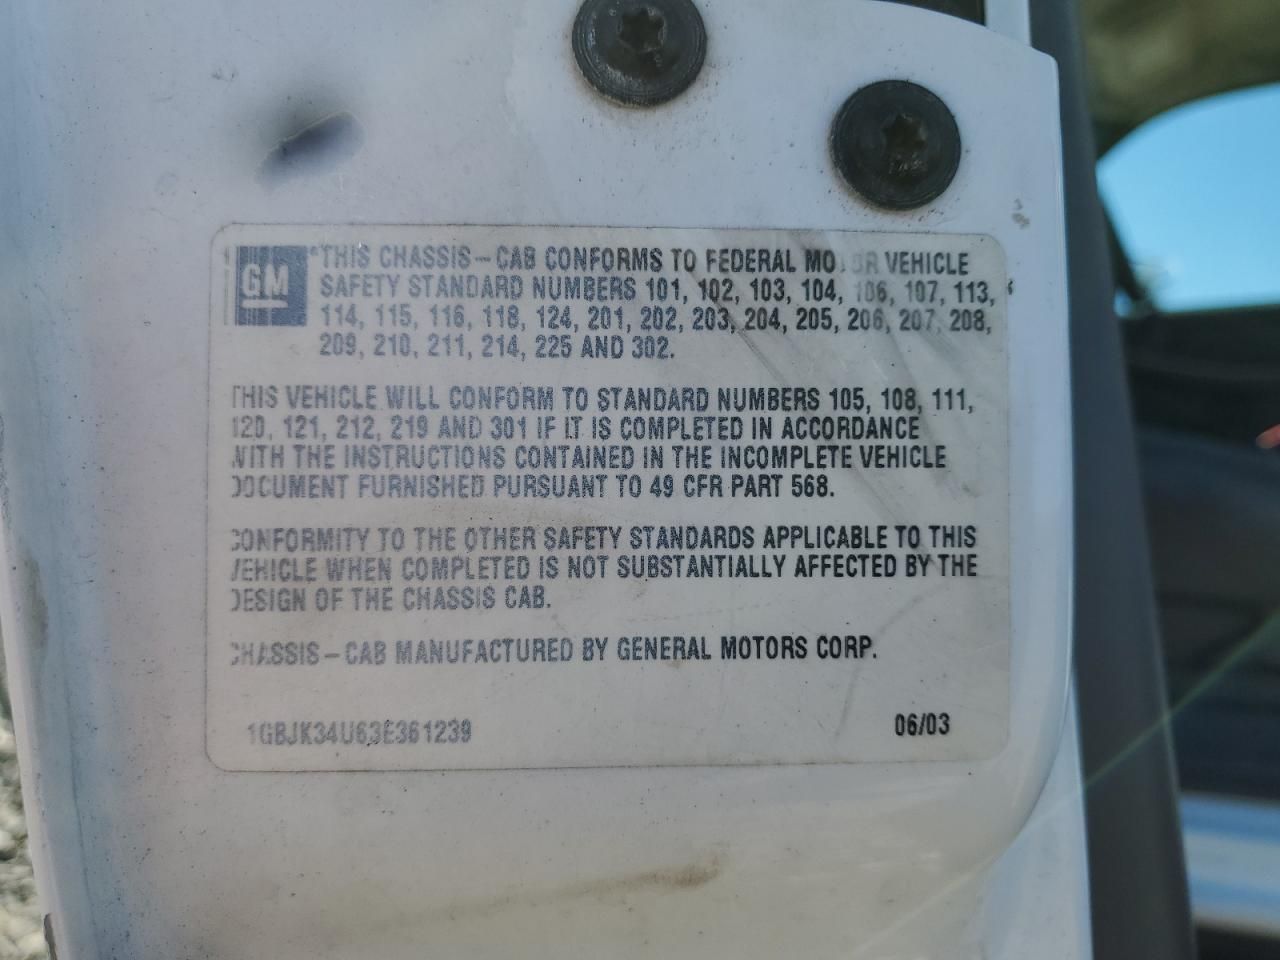 GM
THIS CHASSIS-CAB CONFORMS TO FEDERAL MOTOR VEHICLE
SAFETY STANDARD NUMBERS 101, 102, 103, 104, 106, 107, 113,
114, 115, 116, 118, 124, 201, 202, 203, 204, 205, 206, 207, 208,
209, 210, 211, 214, 225 AND 302.
THIS VEHICLE WILL CONFORM TO STANDARD NUMBERS 105, 108, 111,
120, 121, 212, 219 AND 301 IF IT IS COMPLETED IN ACCORDANCE
WITH THE INSTRUCTIONS CONTAINED IN THE INCOMPLETE VEHICLE
DOCUMENT FURNISHED PURSUANT TO 49 CFR PART 568.
CONFORMITY TO THE OTHER SAFETY STANDARDS APPLICABLE TO THIS
VEHICLE WHEN COMPLETED IS NOT SUBSTANTIALLY AFFECTED BY THE
DESIGN OF THE CHASSIS CAB.
CHASSIS-CAB MANUFACTURED BY GENERAL MOTORS CORP.
1GBJK34U63E361239 06/03